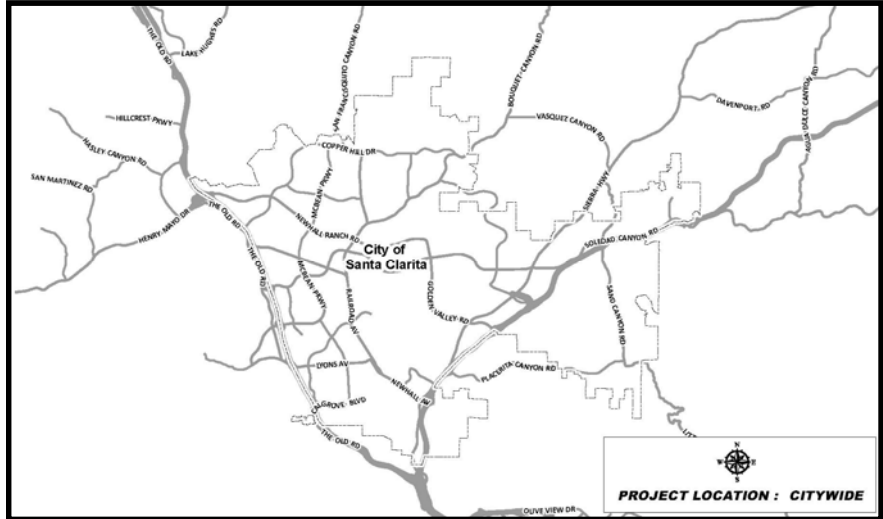 THE OLD RD
LAKE HUGHES RD
SAN FRANCISQUITO CANYON RD
BOUQUET CANYON RD
DAVENPORT RD
AGUA DULCE CANYON RD
HILLCREST PKWY
VASQUEZ CANYON RD
HASLEY CANYON RD
COPPER HILL DR
SAN MARTINEZ RD
MCBEAN PKWY
SIERRA HWY
THE OLD RD
HENRY MAYO DR
NEWHALL RANCH RD
SOLEDAD CANYON RD
City of
Santa Clarita
THE OLD RD
MCBEAN PKWY
RAILROAD AV
GOLDEN VALLEY RD
SAND CANYON RD
LYONS AV
PLACERITA CANYON RD
NEWHALL AV
CALGROVE BLVD
THE OLD RD
N
W E
S
PROJECT LOCATION : CITYWIDE
OLIVE VIEW DR